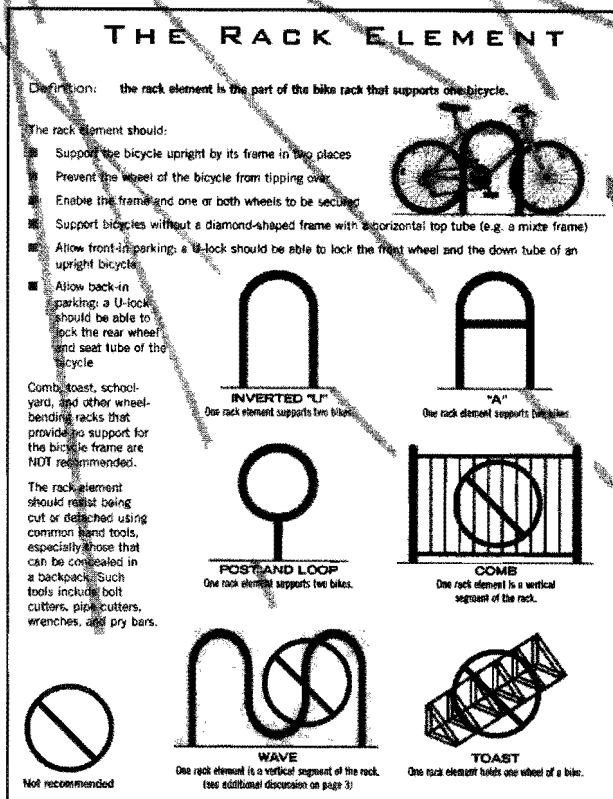 THE RACK ELEMENT
Definition: the rack element is the part of the bike rack that supports one bicycle.
The rack element should:
Support the bicycle upright by its frame in two places
Prevent the wheel of the bicycle from tipping over
Enable the frame and one or both wheels to be secured
Support bicycles without a diamond-shaped frame with a horizontal top tube (e.g. a mixte frame)
Allow front-in parking: a U-lock should be able to lock the front wheel and the down tube of an
upright bicycle
Allow back-in
parking: a U-lock
should be able to
lock the rear wheel
and seat tube of the
bicycle
Comb, toast, school-
yard, and other wheel-
bending racks that
provide no support for
the bicycle frame are
NOT recommended.
The rack element
should resist being
cut or detached using
common hand tools,
especially those that
can be concealed in
a backpack. Such
tools include bolt
cutters, pipe cutters,
wrenches, and pry bars.
INVERTED "U"
One rack element supports two bikes.
"A"
One rack element supports two bikes.
POST AND LOOP
One rack element supports two bikes.
COMB
One rack element is a vertical
segment of the rack.
WAVE
One rack element is a vertical segment of the rack.
(see additional discussion on page 3)
TOAST
One rack element holds one wheel of a bike.
Not recommended